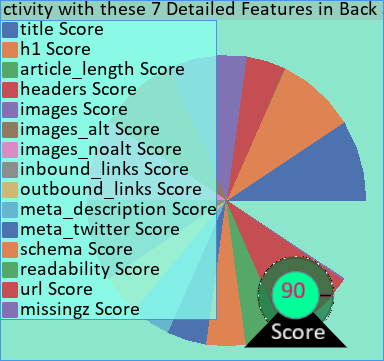 ctivity with these 7 Detailed Features in Back
title Score
h1 Score
article_length Score
headers Score
images Score
images_alt Score
images_noalt Score
inbound_links Score
outbound_links Score
meta_description Score
meta_twitter Score
schema Score
readability Score
url Score
missingz Score
90
Score